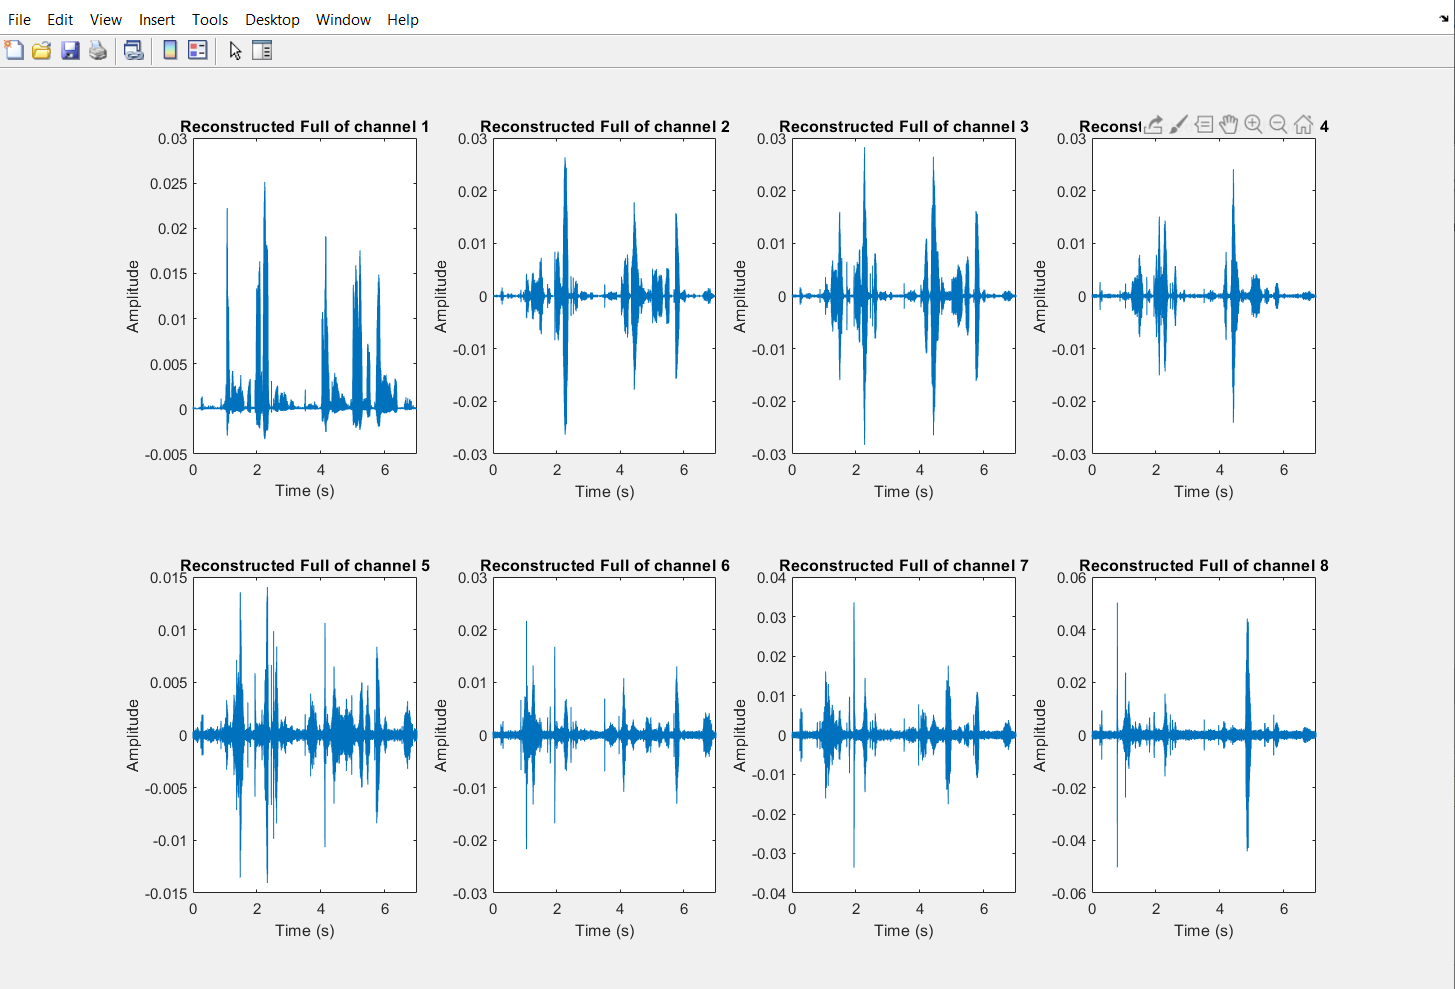 File Edit View Insert Tools Desktop Window Help
Reconstructed Full of channel 1
0.03
0.025
0.02
0.015
0.01
0.005
0
-0.005
Amplitude
0 2 4 6
Time (s)
Reconstructed Full of channel 2
0.03
0.02
0.01
0
-0.01
-0.02
-0.03
Amplitude
0 2 4 6
Time (s)
Reconstructed Full of channel 3
0.03
0.02
0.01
0
-0.01
-0.02
-0.03
Amplitude
0 2 4 6
Time (s)
Reconst 4
0.03
0.02
0.01
0
-0.01
-0.02
-0.03
Amplitude
0 2 4 6
Time (s)
Reconstructed Full of channel 5
0.015
0.01
0.005
0
-0.005
-0.01
-0.015
Amplitude
0 2 4 6
Time (s)
Reconstructed Full of channel 6
0.03
0.02
0.01
0
-0.01
-0.02
-0.03
Amplitude
0 2 4 6
Time (s)
Reconstructed Full of channel 7
0.04
0.03
0.02
0.01
0
-0.01
-0.02
-0.03
-0.04
Amplitude
0 2 4 6
Time (s)
Reconstructed Full of channel 8
0.06
0.04
0.02
0
-0.02
-0.04
-0.06
Amplitude
0 2 4 6
Time (s)